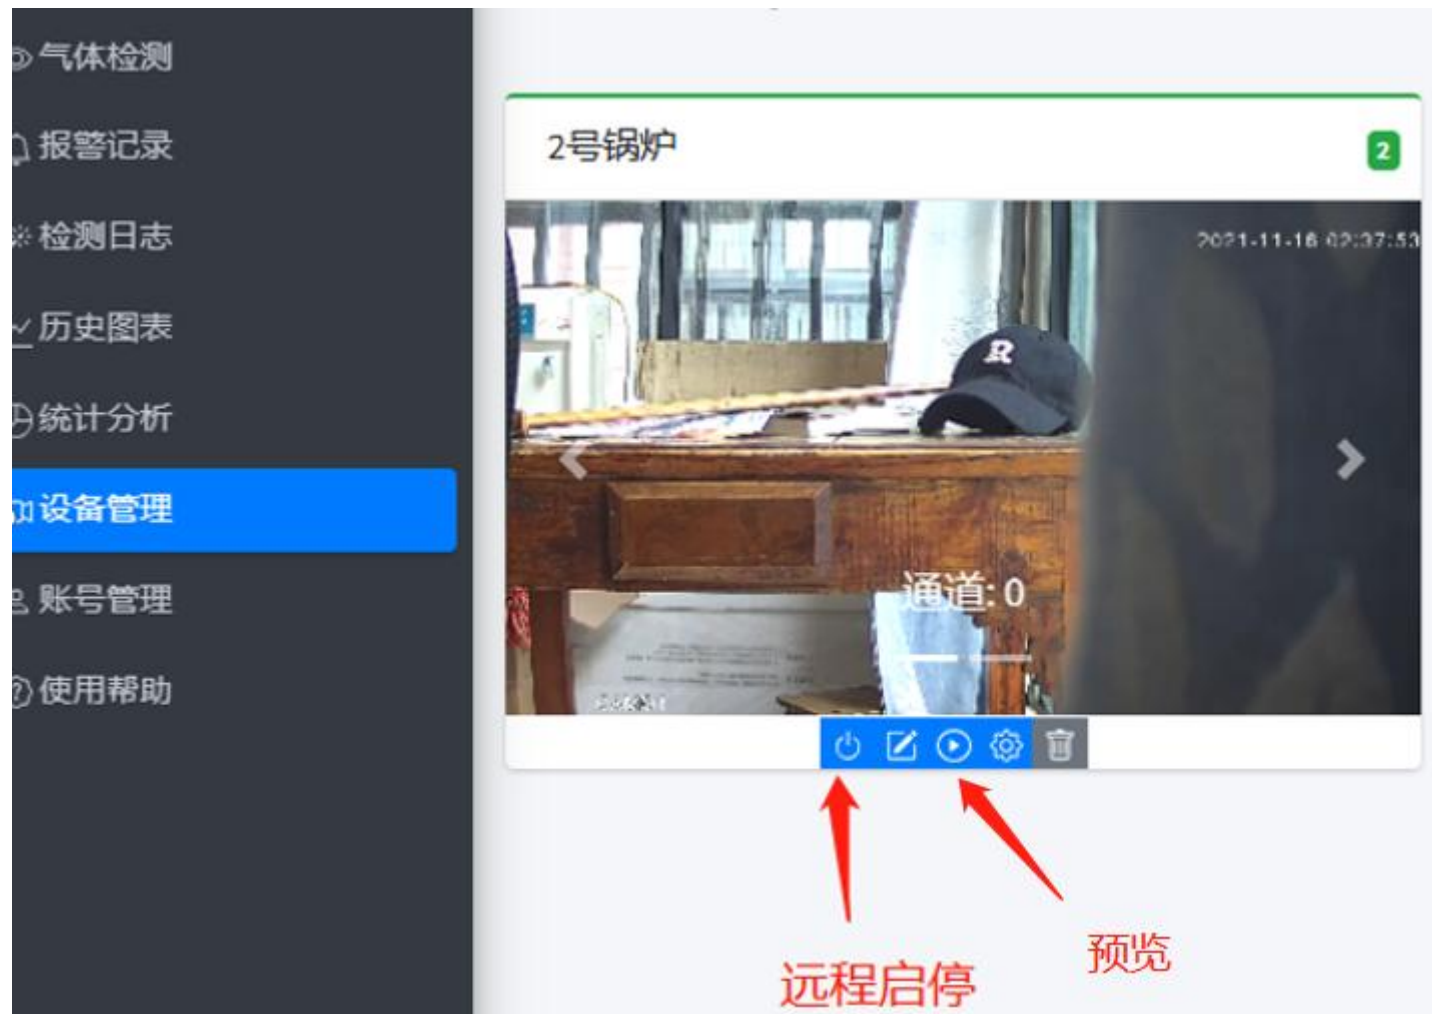 气体检测
报警记录
检测日志
历史图表
统计分析
设备管理
账号管理
使用帮助
2号锅炉
2
2021-11-16 02:37:53
R
通道: 0
远程启停
预览